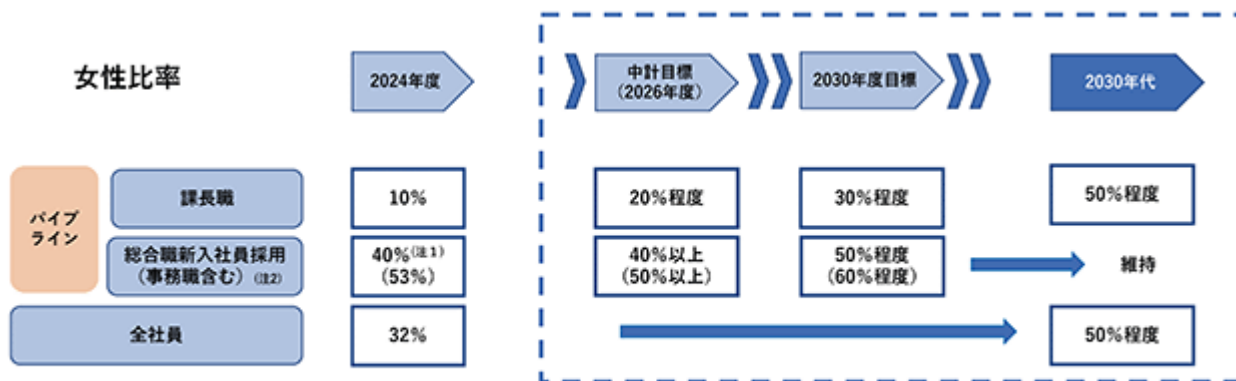 女性比率
2024年度
中計目標
(2026年度)
2030年度目標
2030年代
パイプ
ライン
課長職
10%
20%程度
30%程度
50%程度
総合職新入社員採用
(事務職含む) (注2)
40%(注1)
(53%)
40%以上
(50%以上)
50%程度
(60%程度)
維持
全社員
32%
50%程度